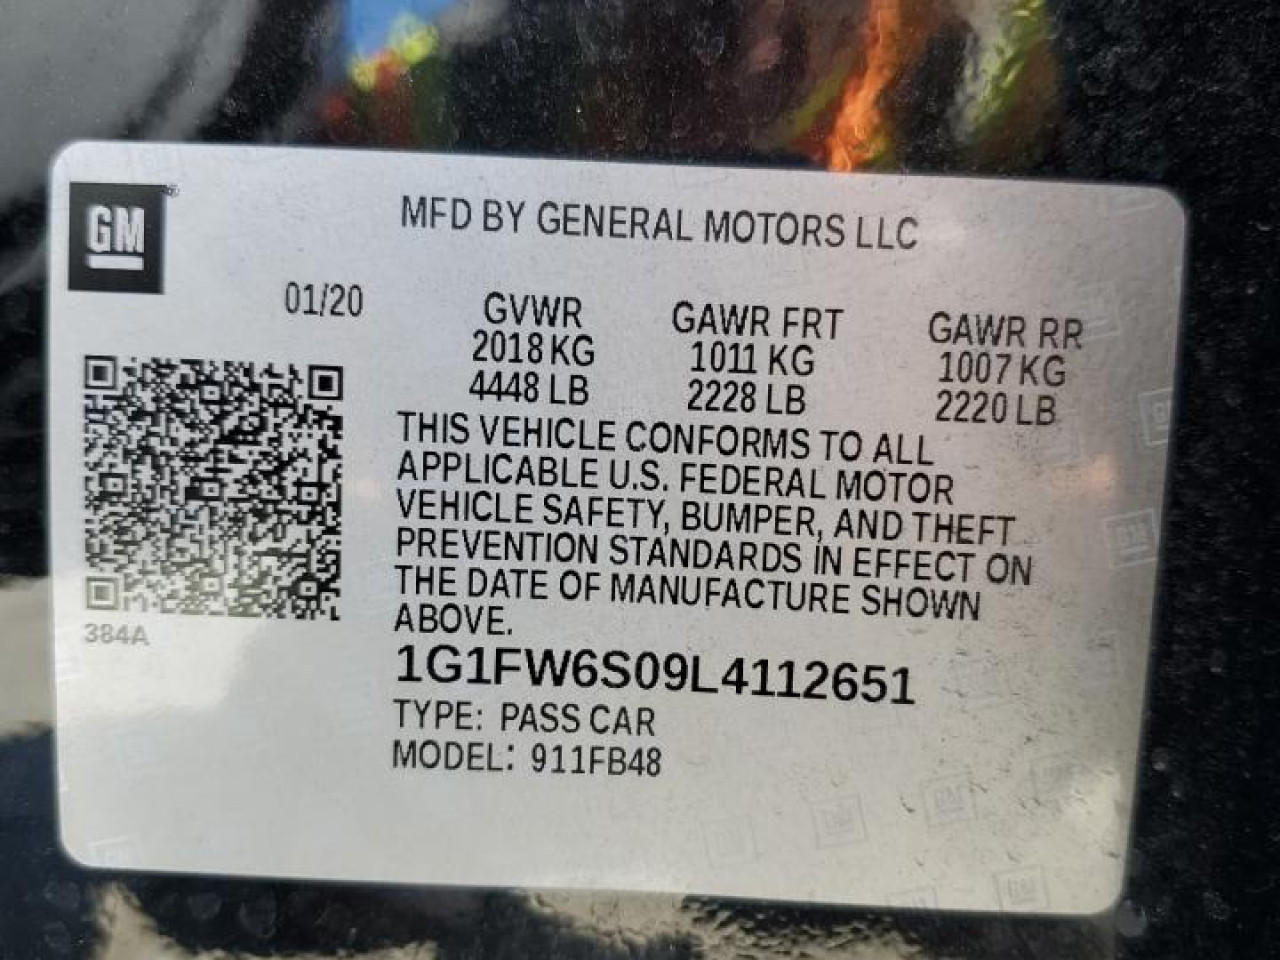 GM®
MFD BY GENERAL MOTORS LLC
01/20
GVWR
2018 KG
4448 LB
GAWR FRT
1011 KG
2228 LB
GAWR RR
1007 KG
2220 LB
THIS VEHICLE CONFORMS TO ALL
APPLICABLE U.S. FEDERAL MOTOR
VEHICLE SAFETY, BUMPER, AND THEFT
PREVENTION STANDARDS IN EFFECT ON
THE DATE OF MANUFACTURE SHOWN
ABOVE.
384A
1G1FW6S09L4112651
TYPE: PASS CAR
MODEL: 911FB48